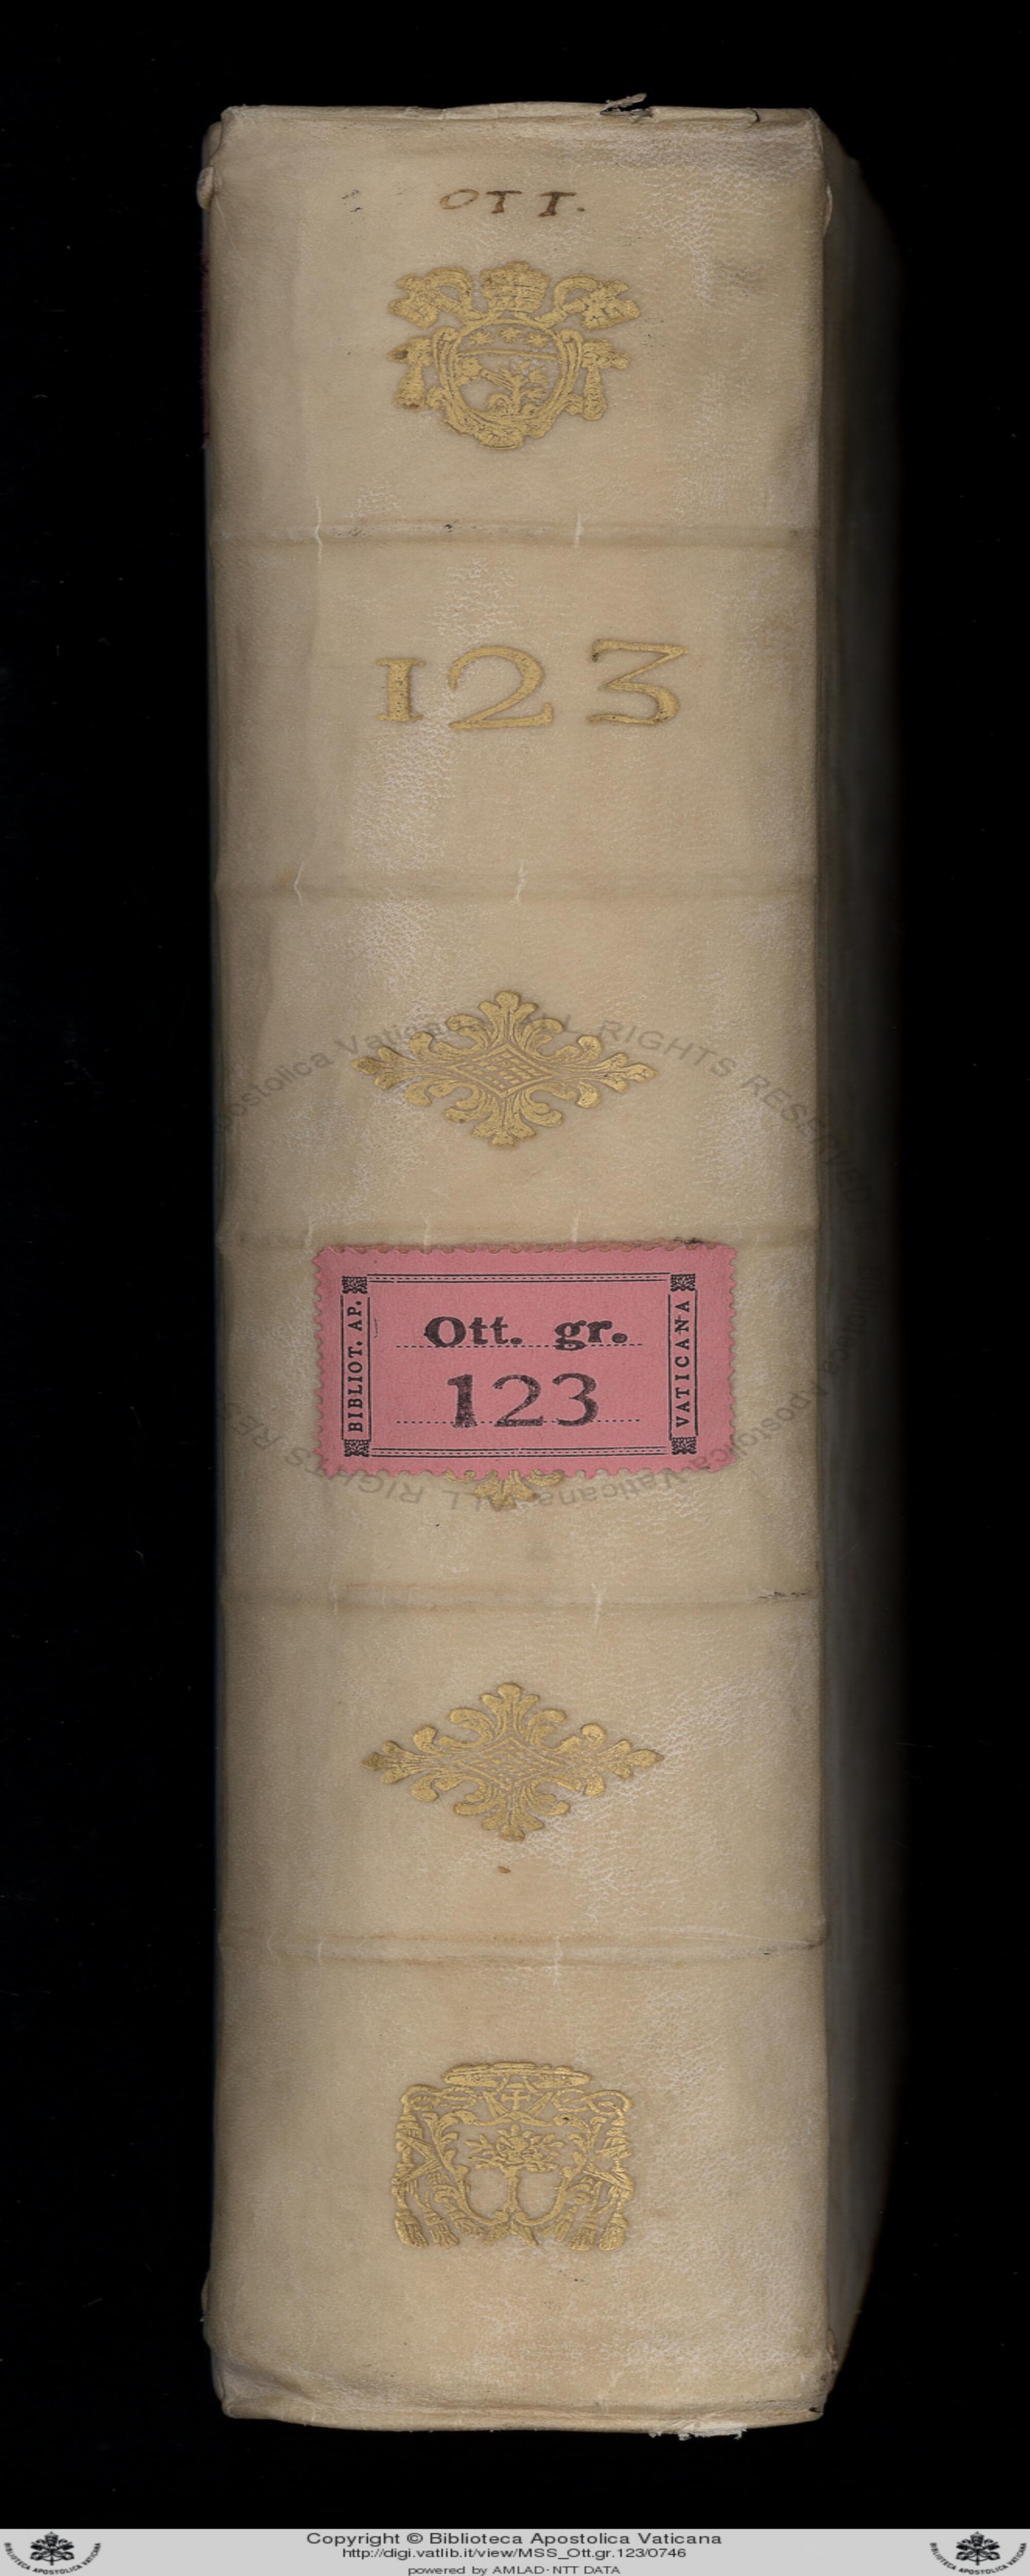 OTT.
123
BIBLIOT. AP.
Ott. gr.
123
VATICANA
Copyright © Biblioteca Apostolica Vaticana
http://digi.vatlib.it/view/MSS_Ott.gr.123/0746
powered by AMLAD·NTT DATA